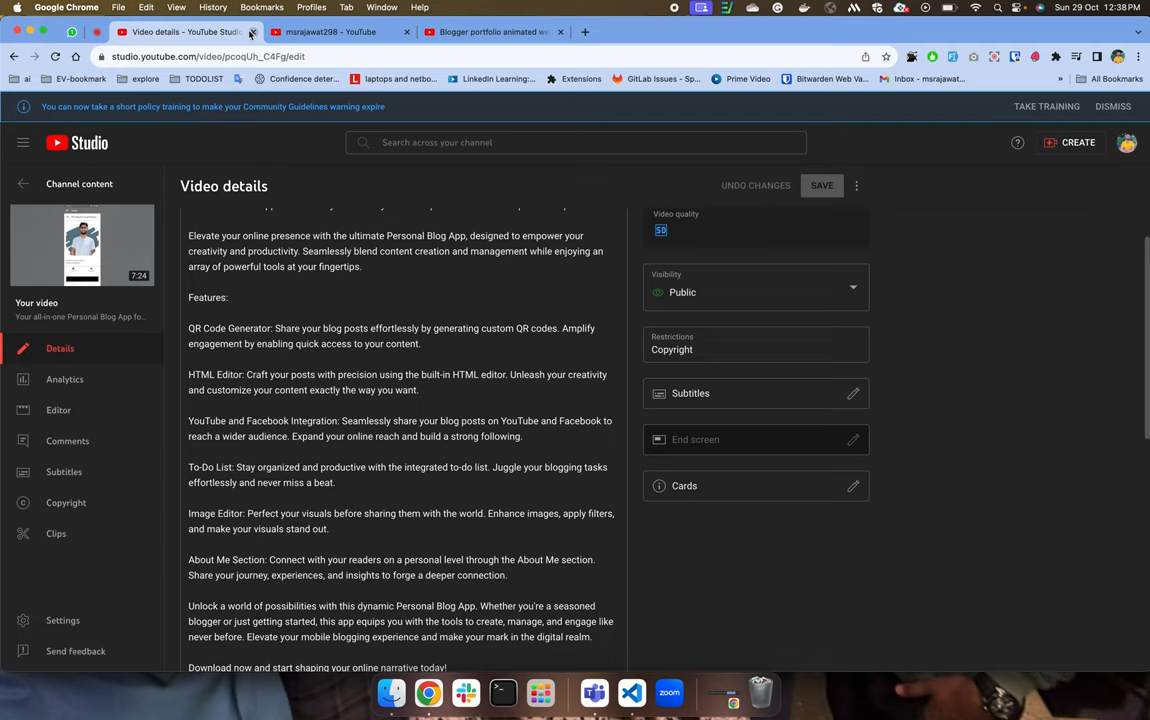 Google Chrome File Edit View History Bookmarks Profiles Tab Window Help Sun 29 Oct 12:38 PM
Video details - YouTube Studio msrajawat298 - YouTube Blogger portfolio animated we
studio.youtube.com/video/pcoqUh_C4Fg/edit
ai EV-bookmark explore TODOLIST Confidence deter... laptops and netbo... LinkedIn Learning:... Extensions GitLab Issues - Sp... Prime Video Bitwarden Web Va... Inbox - msrajawat... » All Bookmarks
You can now take a short policy training to make your Community Guidelines warning expire TAKE TRAINING DISMISS
Studio Search across your channel CREATE
Channel content
7:24
Your video
Your all-in-one Personal Blog App fo...
Details
Analytics
Editor
Comments
Subtitles
Copyright
Clips
Settings
Send feedback
Video details UNDO CHANGES SAVE
Elevate your online presence with the ultimate Personal Blog App, designed to empower your
creativity and productivity. Seamlessly blend content creation and management while enjoying an
array of powerful tools at your fingertips.
Features:
QR Code Generator: Share your blog posts effortlessly by generating custom QR codes. Amplify
engagement by enabling quick access to your content.
HTML Editor: Craft your posts with precision using the built-in HTML editor. Unleash your creativity
and customize your content exactly the way you want.
YouTube and Facebook Integration: Seamlessly share your blog posts on YouTube and Facebook to
reach a wider audience. Expand your online reach and build a strong following.
To-Do List: Stay organized and productive with the integrated to-do list. Juggle your blogging tasks
effortlessly and never miss a beat.
Image Editor: Perfect your visuals before sharing them with the world. Enhance images, apply filters,
and make your visuals stand out.
About Me Section: Connect with your readers on a personal level through the About Me section.
Share your journey, experiences, and insights to forge a deeper connection.
Unlock a world of possibilities with this dynamic Personal Blog App. Whether you're a seasoned
blogger or just getting started, this app equips you with the tools to create, manage, and engage like
never before. Elevate your mobile blogging experience and make your mark in the digital realm.
Download now and start shaping your online narrative today!
Video quality
SD
Visibility
Public
Restrictions
Copyright
Subtitles
End screen
Cards
zoom